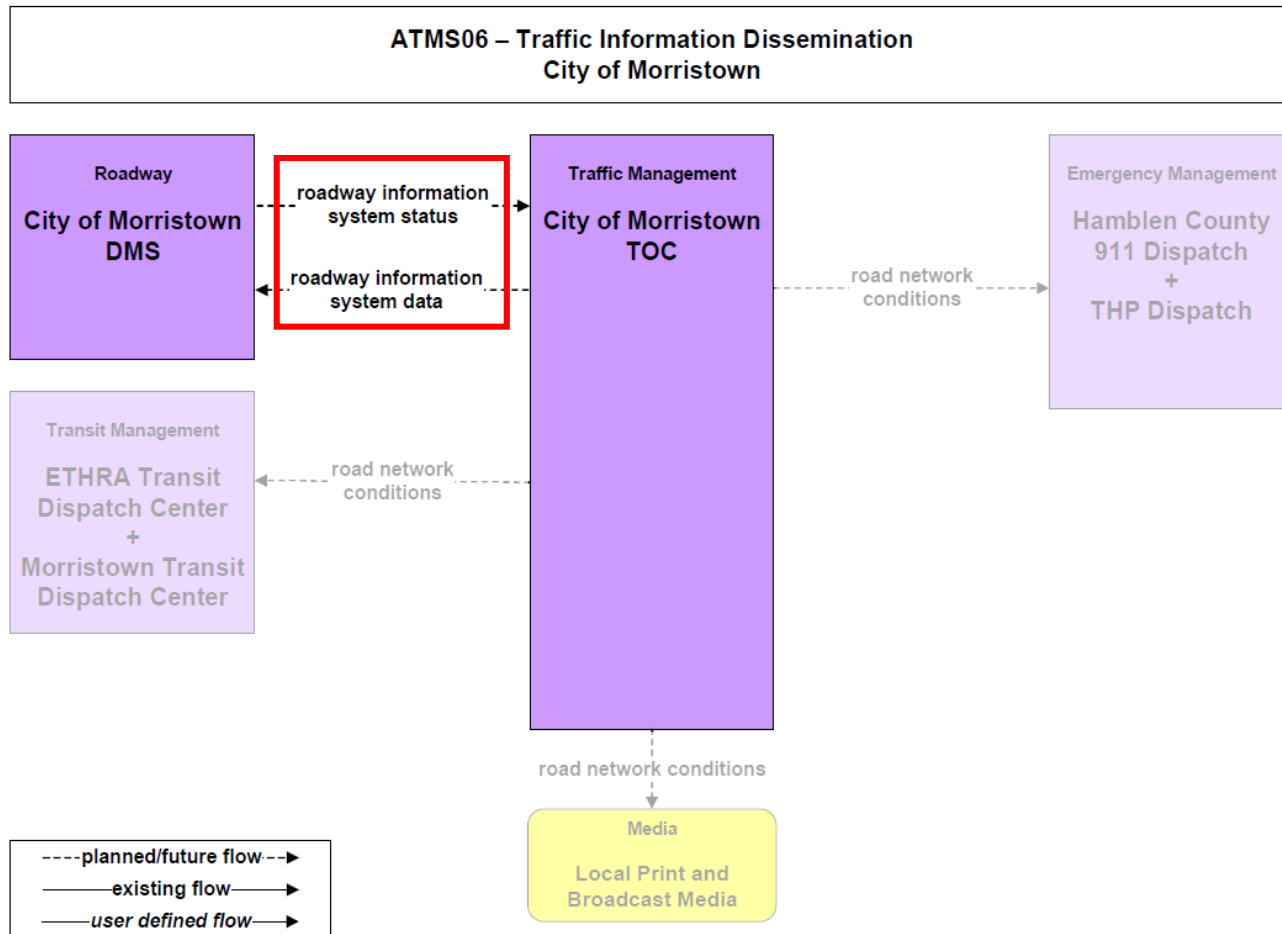 ATMS06 – Traffic Information Dissemination
City of Morristown
Roadway
City of Morristown
DMS
roadway information
system status
roadway information
system data
Traffic Management
City of Morristown
TOC
road network
conditions
Emergency Management
Hamblen County
911 Dispatch
+
THP Dispatch
Transit Management
ETHRA Transit
Dispatch Center
+
Morristown Transit
Dispatch Center
road network
conditions
road network conditions
Media
Local Print and
Broadcast Media
planned/future flow
existing flow
user defined flow